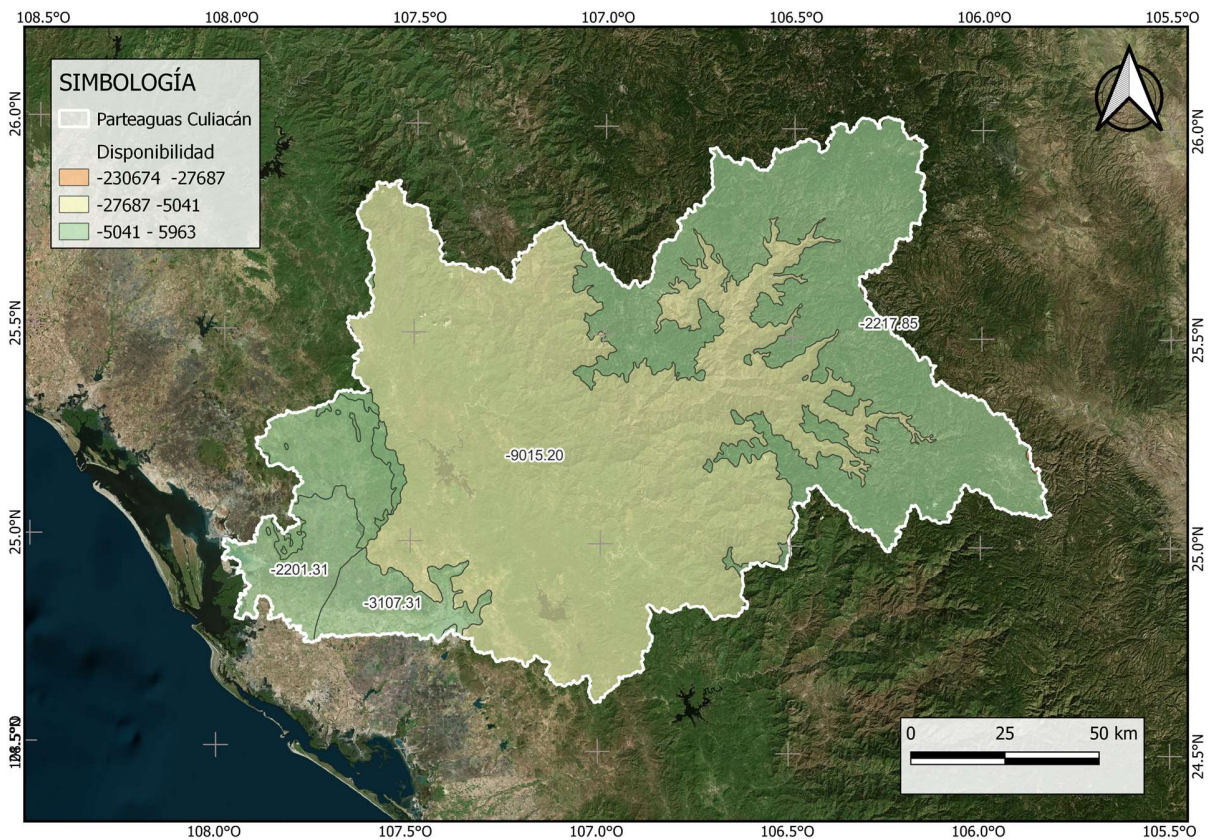 108.5°O 108.0°O 107.5°O 107.0°O 106.5°O 106.0°O 105.5°O
SIMBOLOGÍA
Parteaguas Culiacán
Disponibilidad
-230674 -27687
-27687 -5041
-5041 - 5963
26.0°N
26.0°N
25.5°N
25.5°N
-2217.85
-9015.20
25.0°N
25.0°N
-2201.31
-3107.31
0 25 50 km
24.5°N
108.0°O 107.5°O 107.0°O 106.5°O 106.0°O 105.5°O